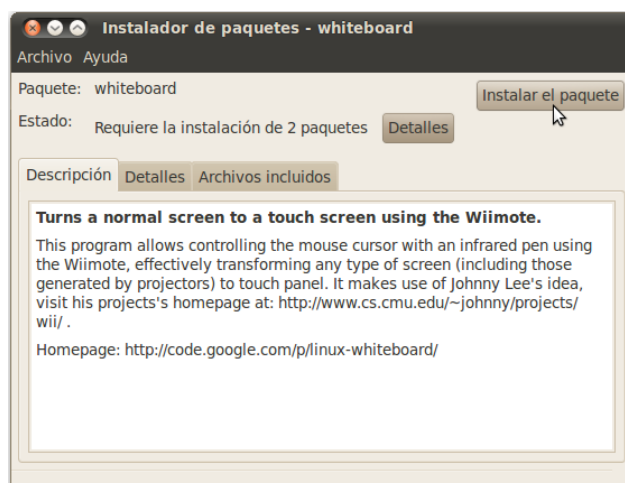 Instalador de paquetes - whiteboard
Archivo Ayuda
Paquete: whiteboard
Instalar el paquete
Estado: Requiere la instalación de 2 paquetes Detalles
Descripción Detalles Archivos incluidos
Turns a normal screen to a touch screen using the Wiimote.
This program allows controlling the mouse cursor with an infrared pen using
the Wiimote, effectively transforming any type of screen (including those
generated by projectors) to touch panel. It makes use of Johnny Lee's idea,
visit his projects's homepage at: http://www.cs.cmu.edu/~johnny/projects/
wii/ .
Homepage: http://code.google.com/p/linux-whiteboard/